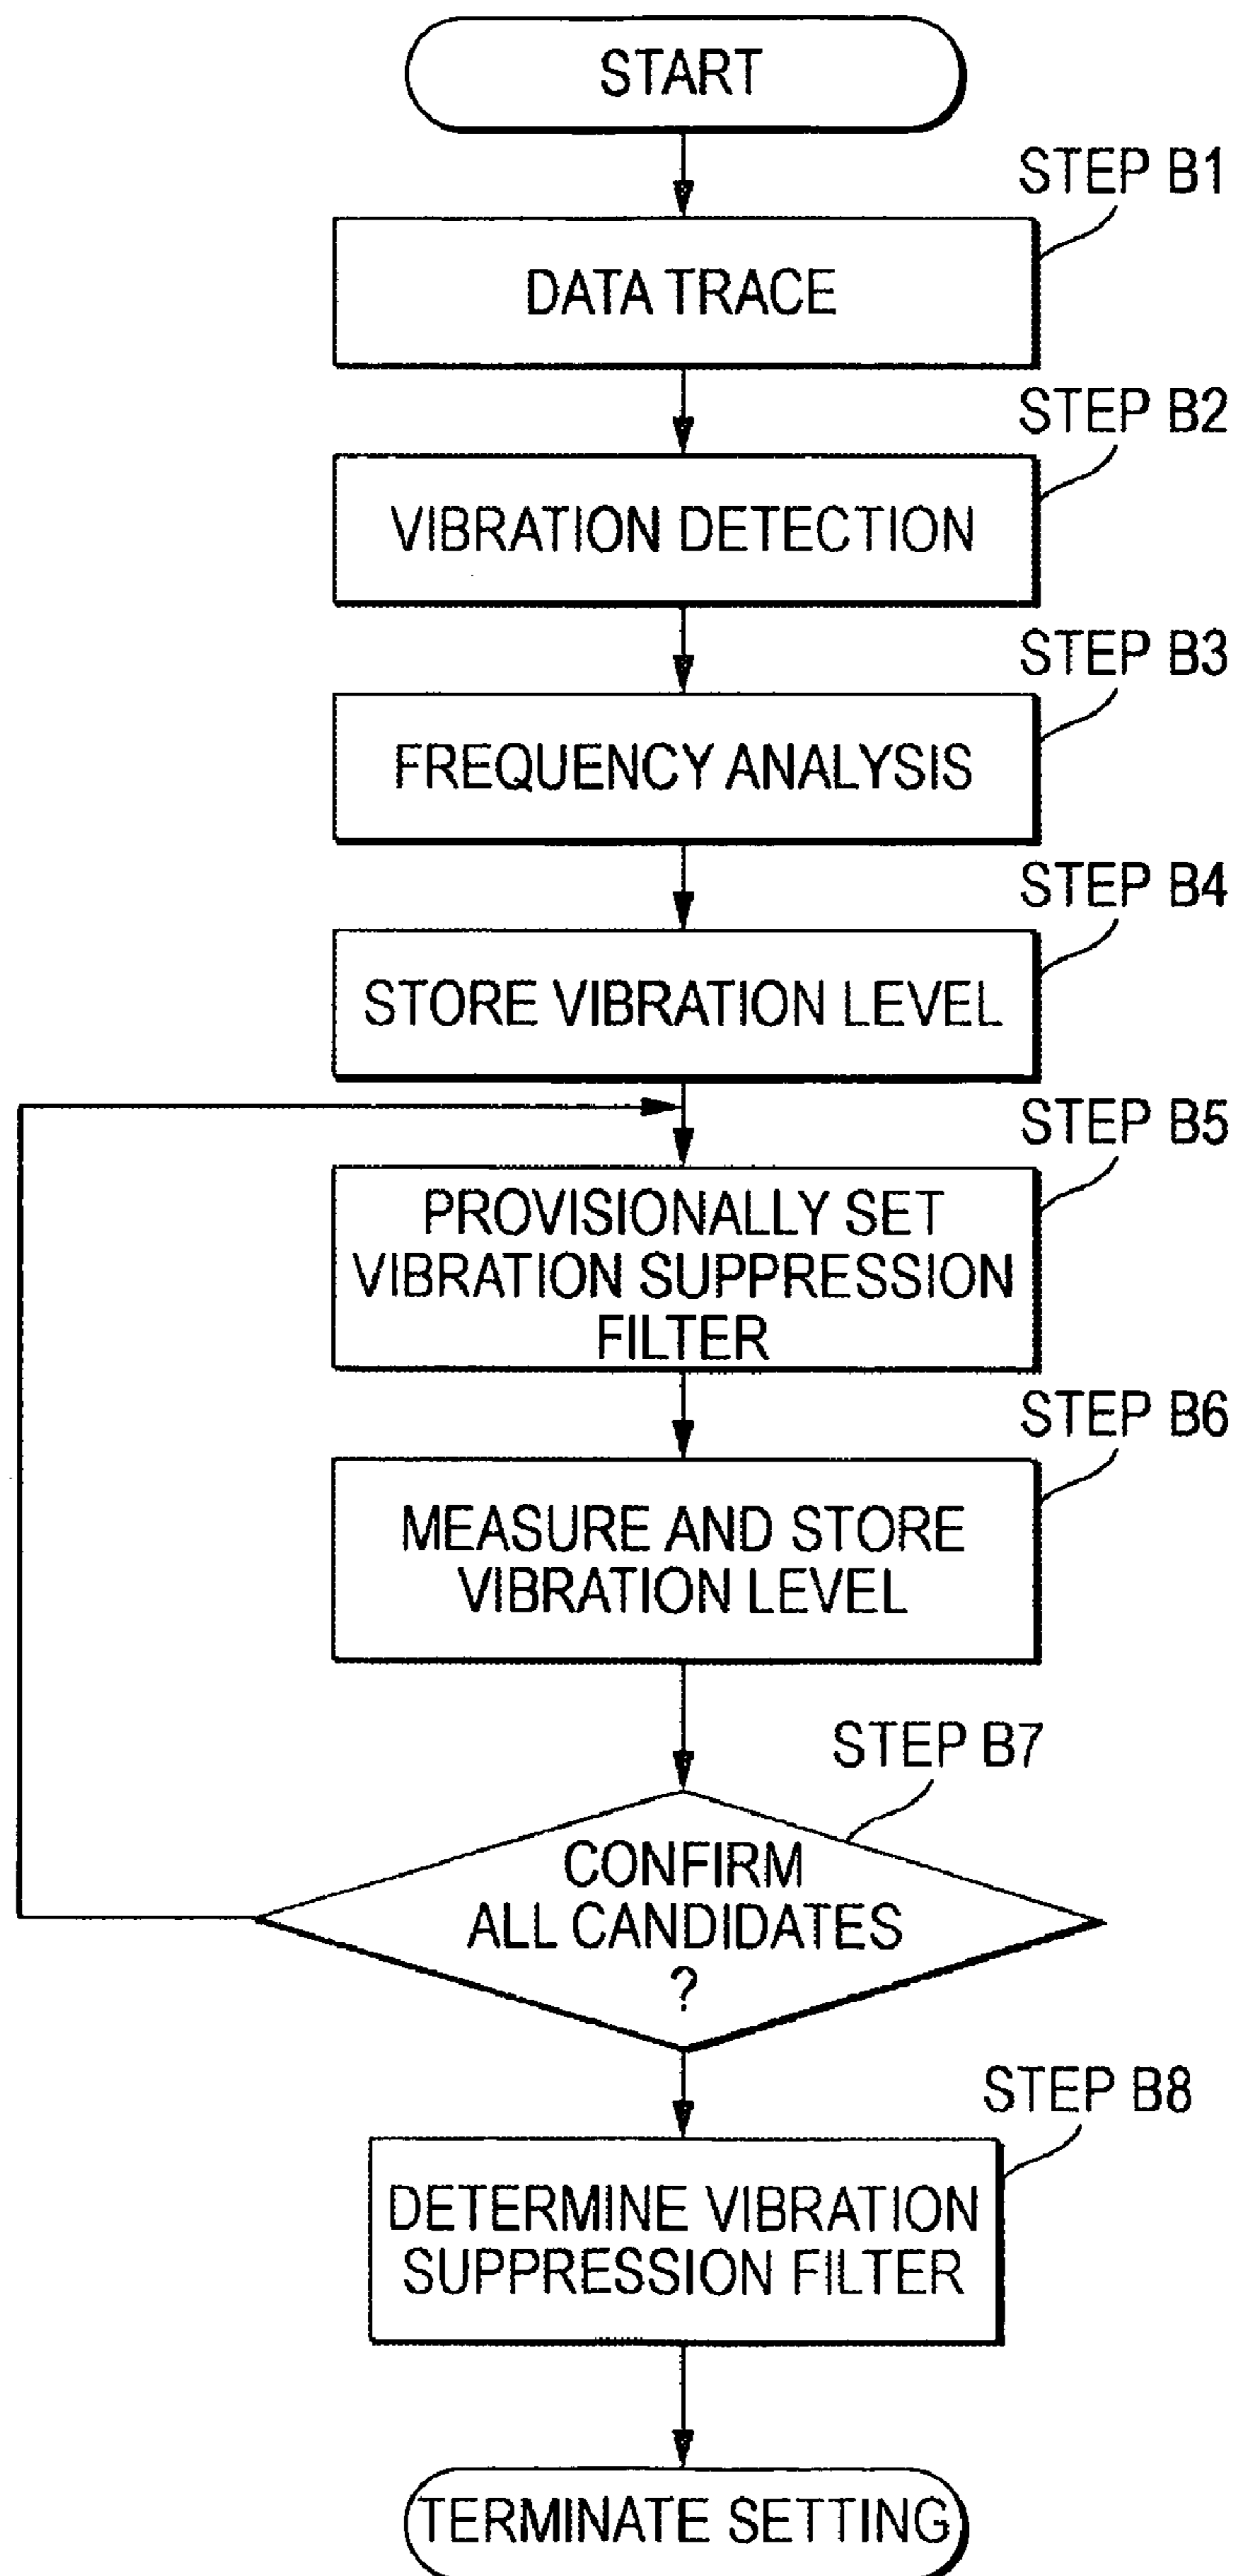 START
STEP B1
DATA TRACE
STEP B2
VIBRATION DETECTION
STEP B3
FREQUENCY ANALYSIS
STEP B4
STORE VIBRATION LEVEL
STEP B5
PROVISIONALLY SET
VIBRATION SUPPRESSION
FILTER
STEP B6
MEASURE AND STORE
VIBRATION LEVEL
STEP B7
CONFIRM
ALL CANDIDATES
?
STEP B8
DETERMINE VIBRATION
SUPPRESSION FILTER
TERMINATE SETTING